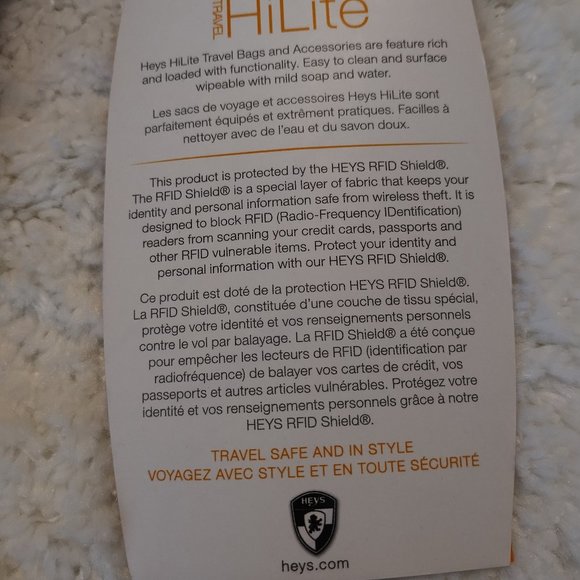 TRAVEL
HiLite
Heys HiLite Travel Bags and Accessories are feature rich
and loaded with functionality. Easy to clean and surface
wipeable with mild soap and water.
Les sacs de voyage et accessoires Heys HiLite sont
parfaitement équipés et extrêment pratiques. Facilles à
nettoyer avec de l'eau et du savon doux.
This product is protected by the HEYS RFID Shield®.
The RFID Shield® is a special layer of fabric that keeps your
identity and personal information safe from wireless theft. It is
designed to block RFID (Radio-Frequency IDentification)
readers from scanning your credit cards, passports and
other RFID vulnerable items. Protect your identity and
personal information with our HEYS RFID Shield®.
Ce produit est doté de la protection HEYS RFID Shield®.
La RFID Shield®, constituée d'une couche de tissu spécial,
protège votre identité et vos renseignements personnels
contre le vol par balayage. La RFID Shield® a été conçue
pour empêcher les lecteurs de RFID (identification par
radiofréquence) de balayer vos cartes de crédit, vos
passeports et autres articles vulnérables. Protégez votre
identité et vos renseignements personnels grâce à notre
HEYS RFID Shield®.
TRAVEL SAFE AND IN STYLE
VOYAGEZ AVEC STYLE ET EN TOUTE SÉCURITÉ
HEYS
heys.com